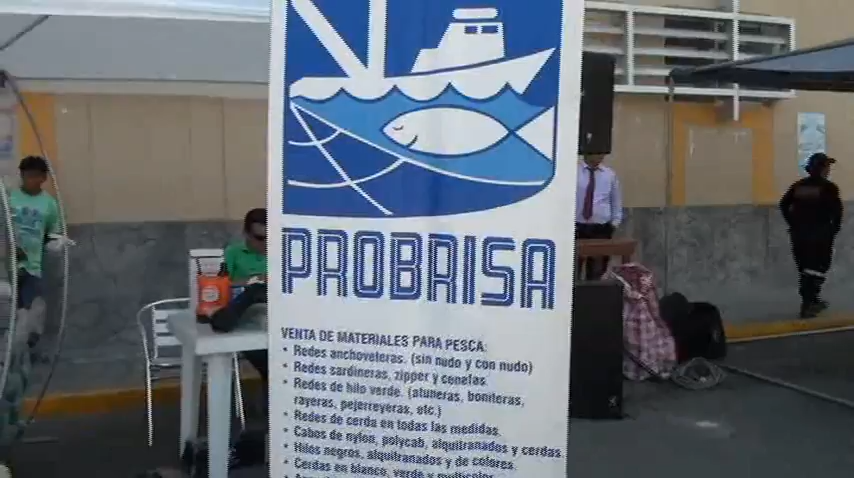 PROBRISA
VENTA DE MATERIALES PARA PESCA:
• Redes anchoveteras. (sin nudo y con nudo)
• Redes sardineras, zipper y cenefas.
• Redes de hilo verde. (atuneras, boniteras,
rayeras, pejerreyeras, etc.)
• Redes de cerda en todas las medidas.
• Cabos de nylon, polycab, alquitranados y cerdas.
• Hilos negros, alquitranados y de colores.
• Cerdas en blanco, verde y multicolor.